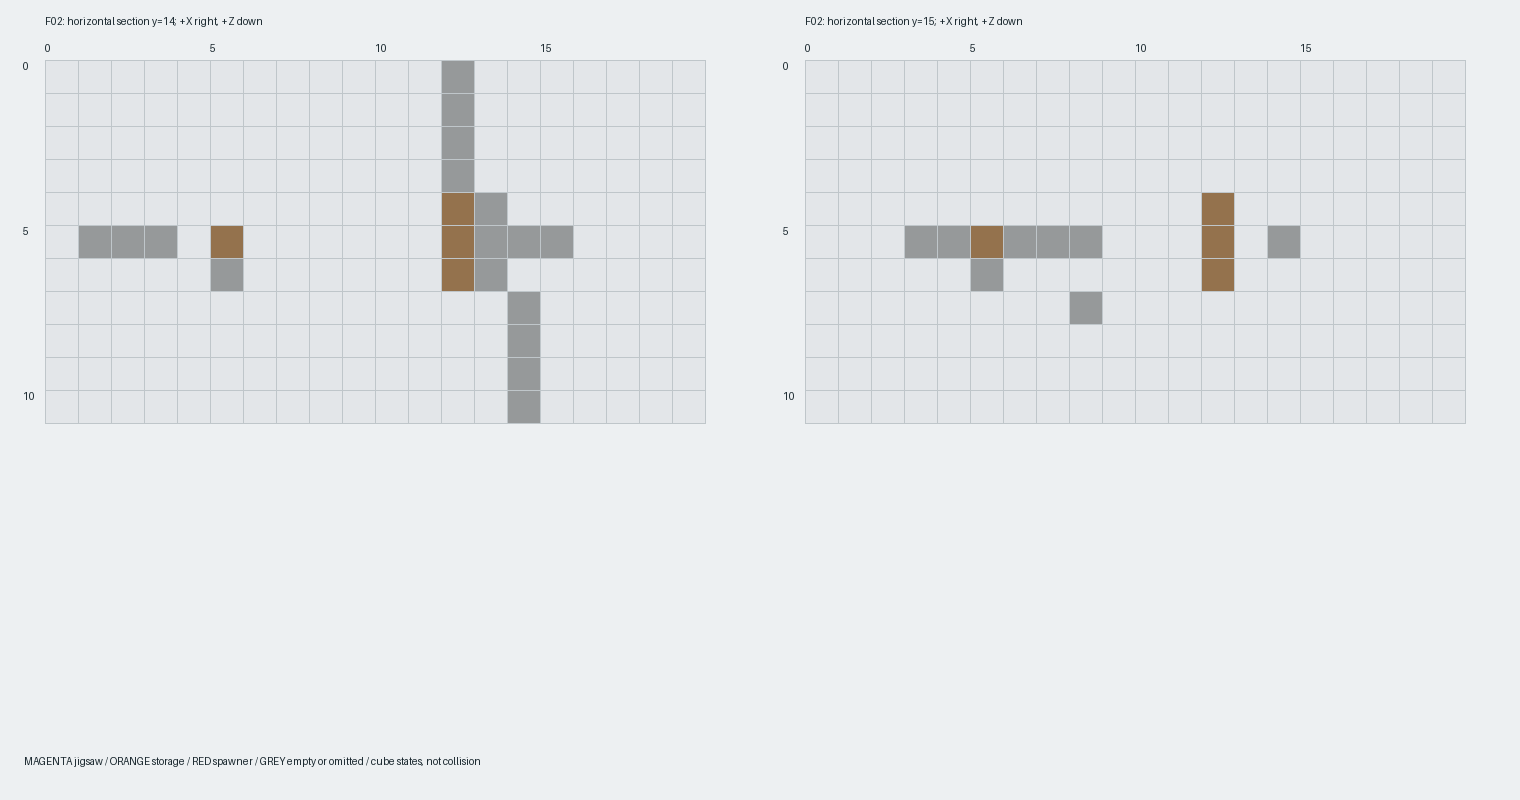 F02: horizontal section y=14; +X right, +Z down
F02: horizontal section y=15; +X right, +Z down
0 5 10 15
0 5 10 15
0
0
5
5
10
10
MAGENTA jigsaw / ORANGE storage / RED spawner / GREY empty or omitted / cube states, not collision